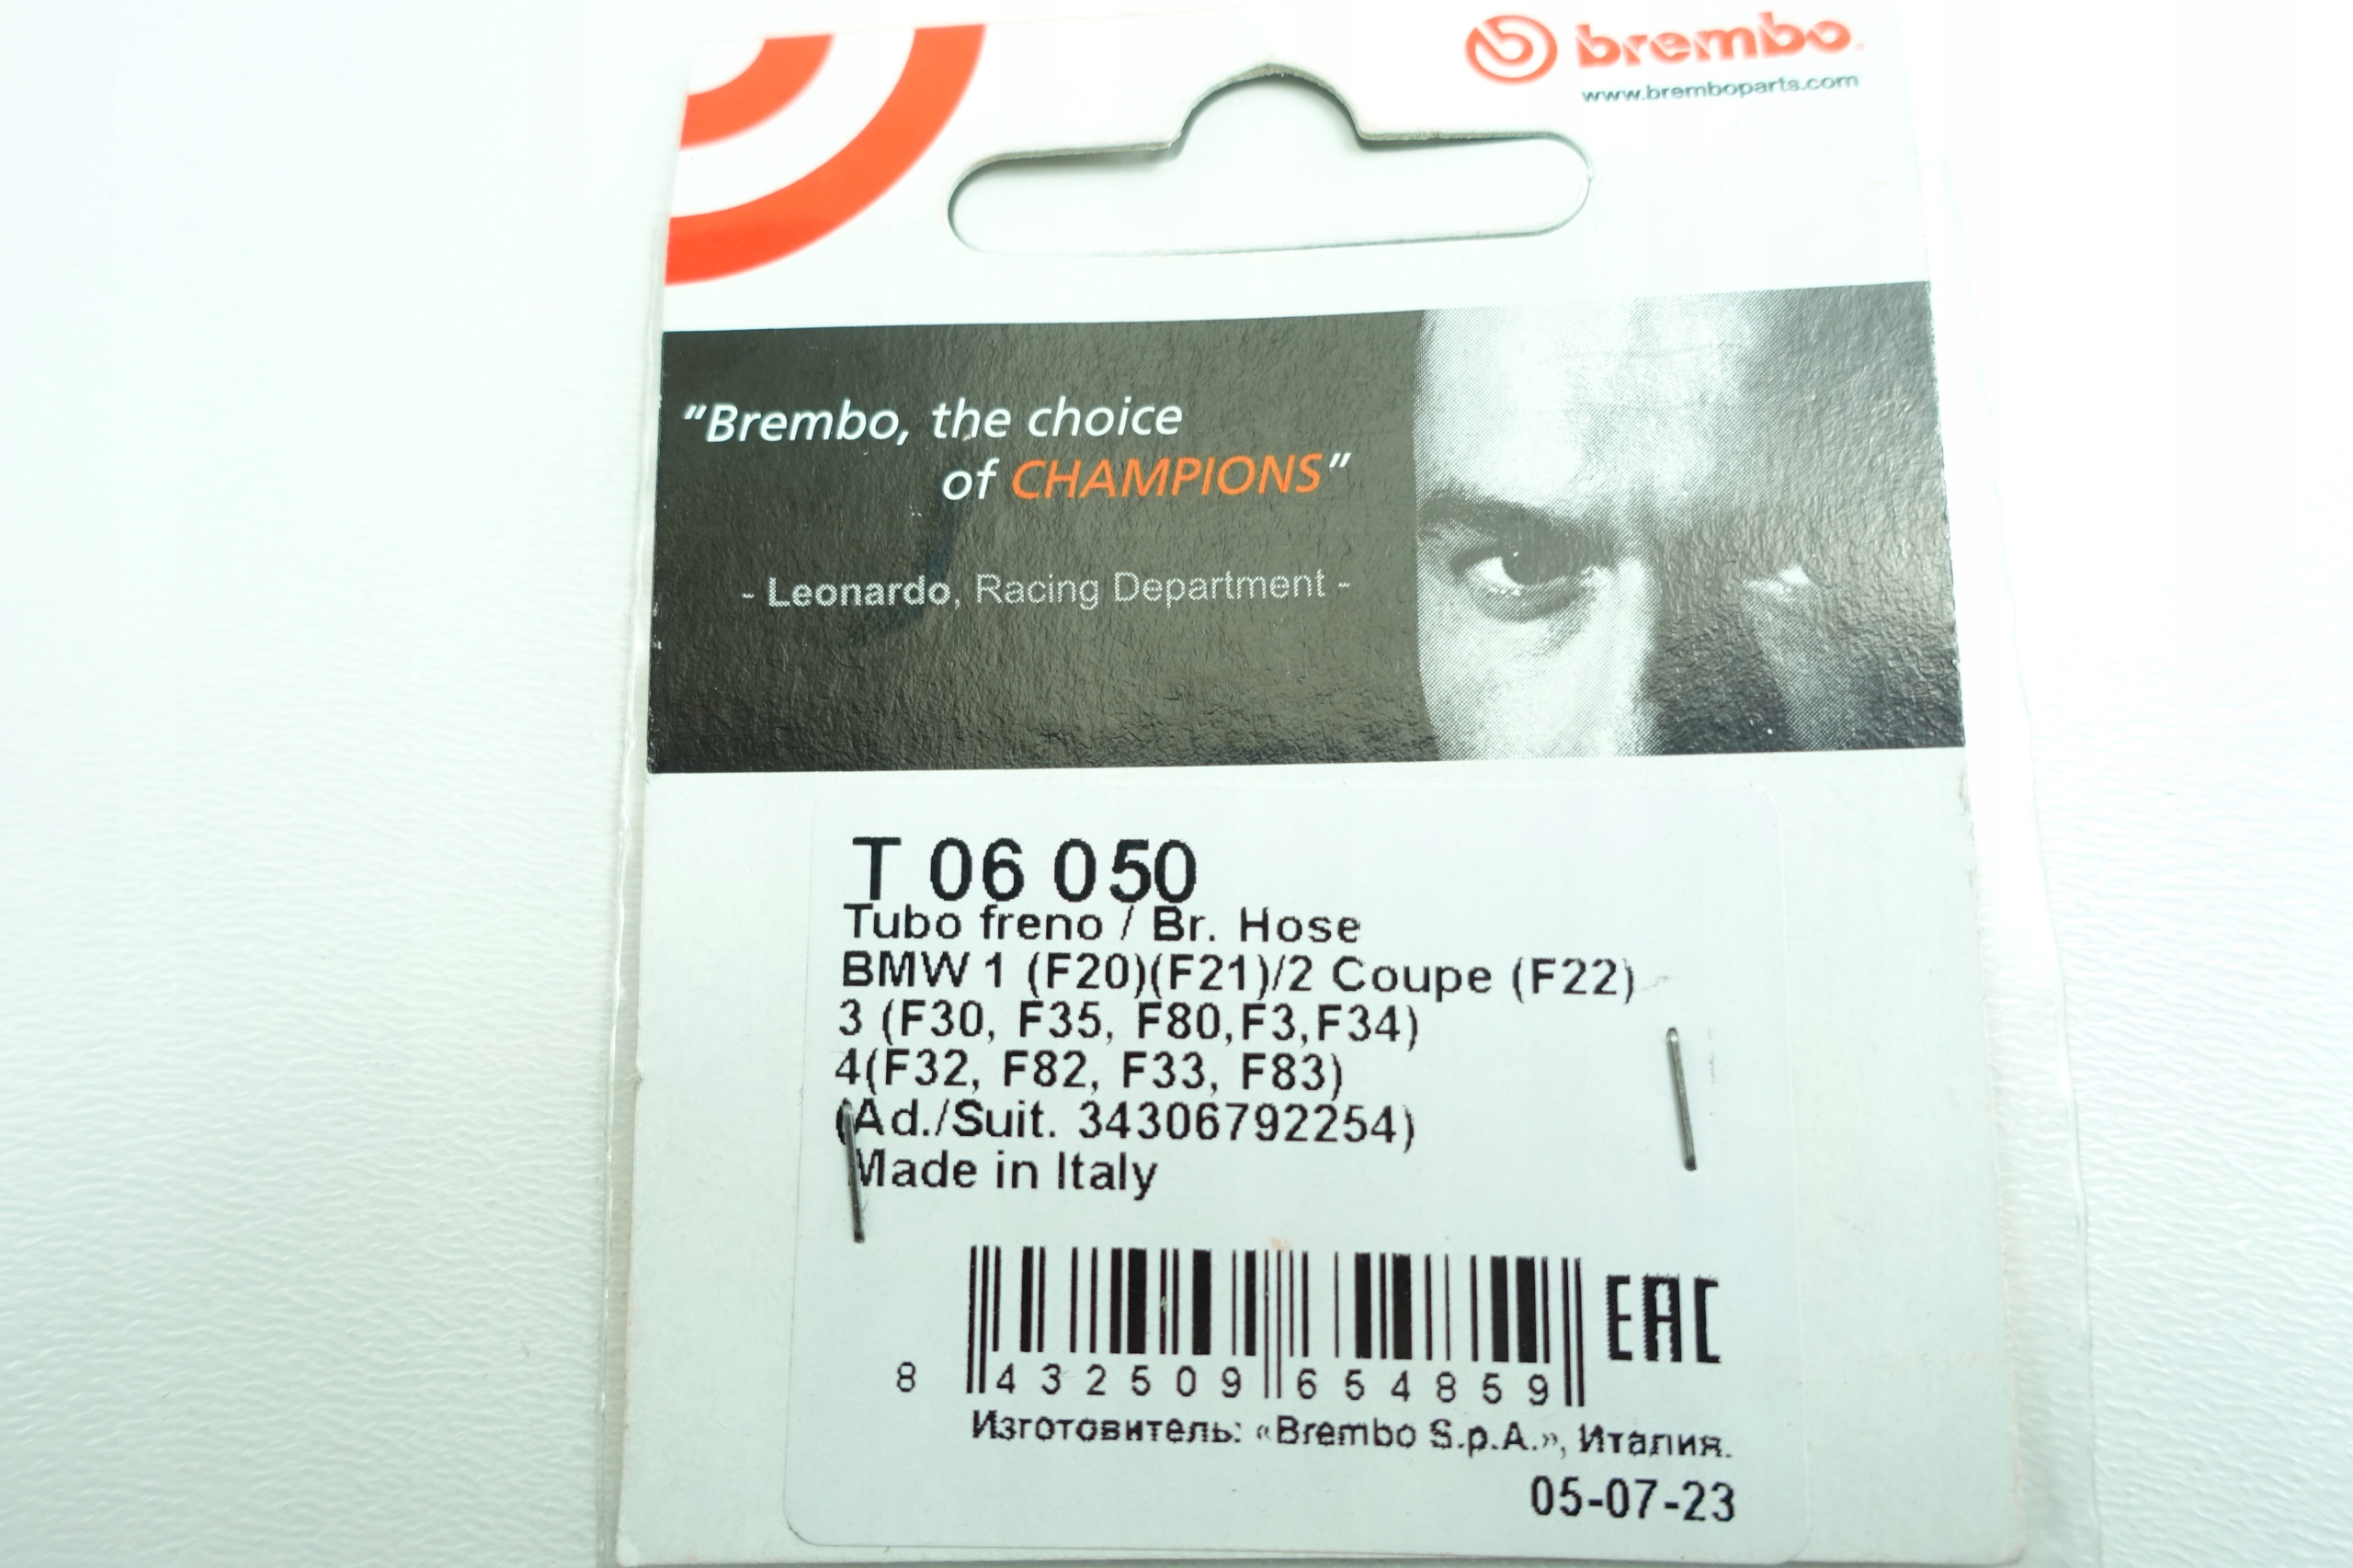 brembo
www.bremboparts.com
"Brembo, the choice
of CHAMPIONS"
- Leonardo, Racing Department -
T 06 050
Tubo freno / Br. Hose
BMW 1 (F20)(F21)/2 Coupe (F22)
3 (F30, F35, F80,F3,F34)
4(F32, F82, F33, F83)
(Ad./Suit. 34306792254)
Made in Italy
EAC
8 432509 654859
Изготовитель: «Brembo S.p.A.», Италия.
05-07-23